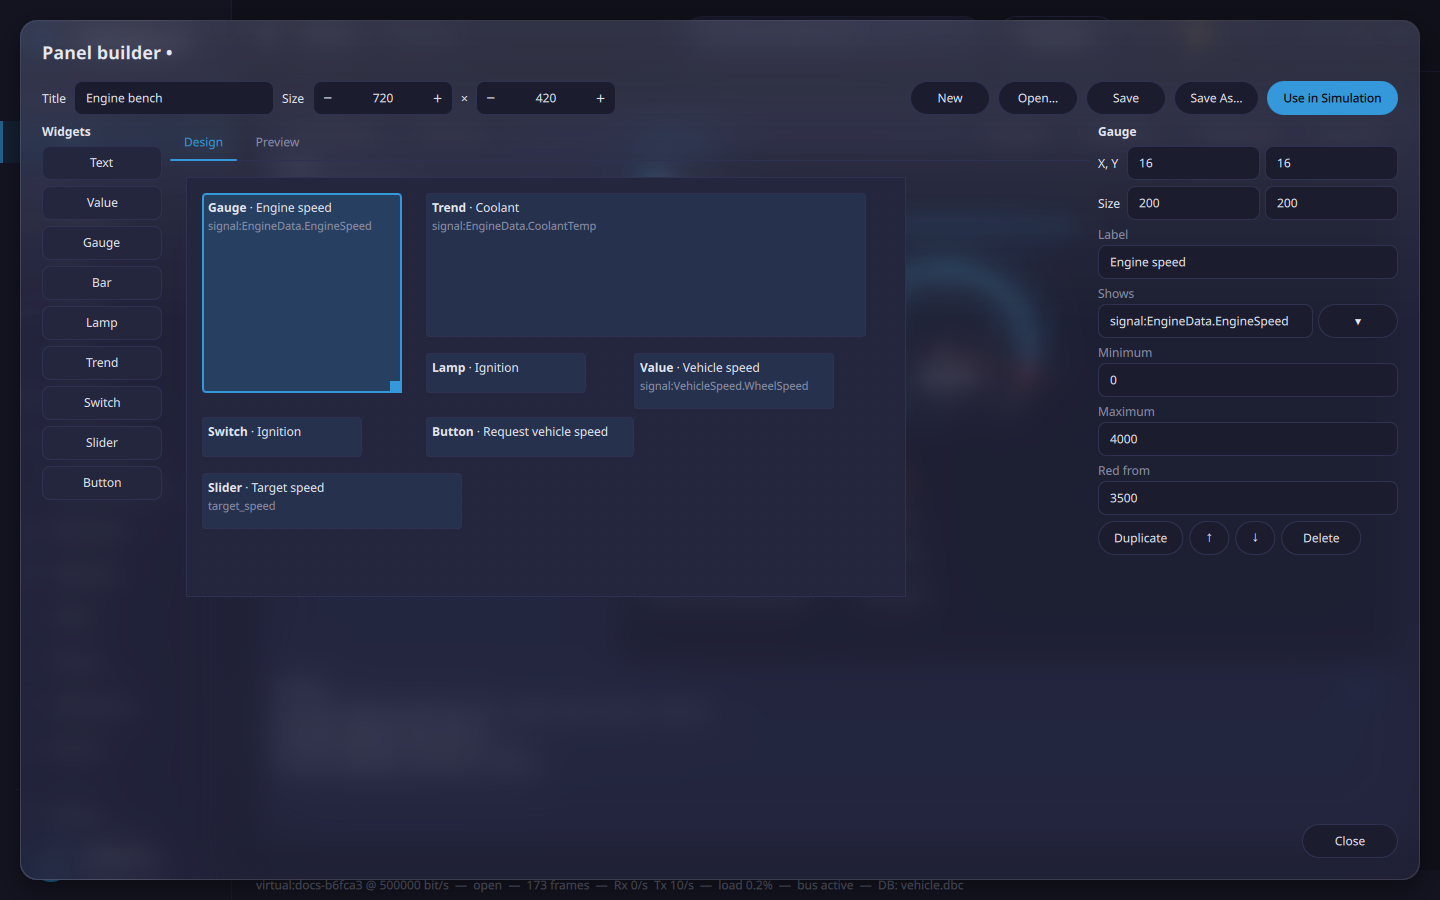 Panel builder •
Title Engine bench Size − 720 + × − 420 + New Open... Save Save As... Use in Simulation
Widgets
Text
Value
Gauge
Bar
Lamp
Trend
Switch
Slider
Button
Design Preview
Gauge · Engine speed
signal:EngineData.EngineSpeed
Trend · Coolant
signal:EngineData.CoolantTemp
Lamp · Ignition
Value · Vehicle speed
signal:VehicleSpeed.WheelSpeed
Switch · Ignition
Button · Request vehicle speed
Slider · Target speed
target_speed
Gauge
X, Y 16 16
Size 200 200
Label
Engine speed
Shows
signal:EngineData.EngineSpeed ▾
Minimum
0
Maximum
4000
Red from
3500
Duplicate ↑ ↓ Delete
Close
virtual:docs-b6fca3 @ 500000 bit/s — open — 173 frames — Rx 0/s Tx 10/s — load 0.2% — bus active — DB: vehicle.dbc